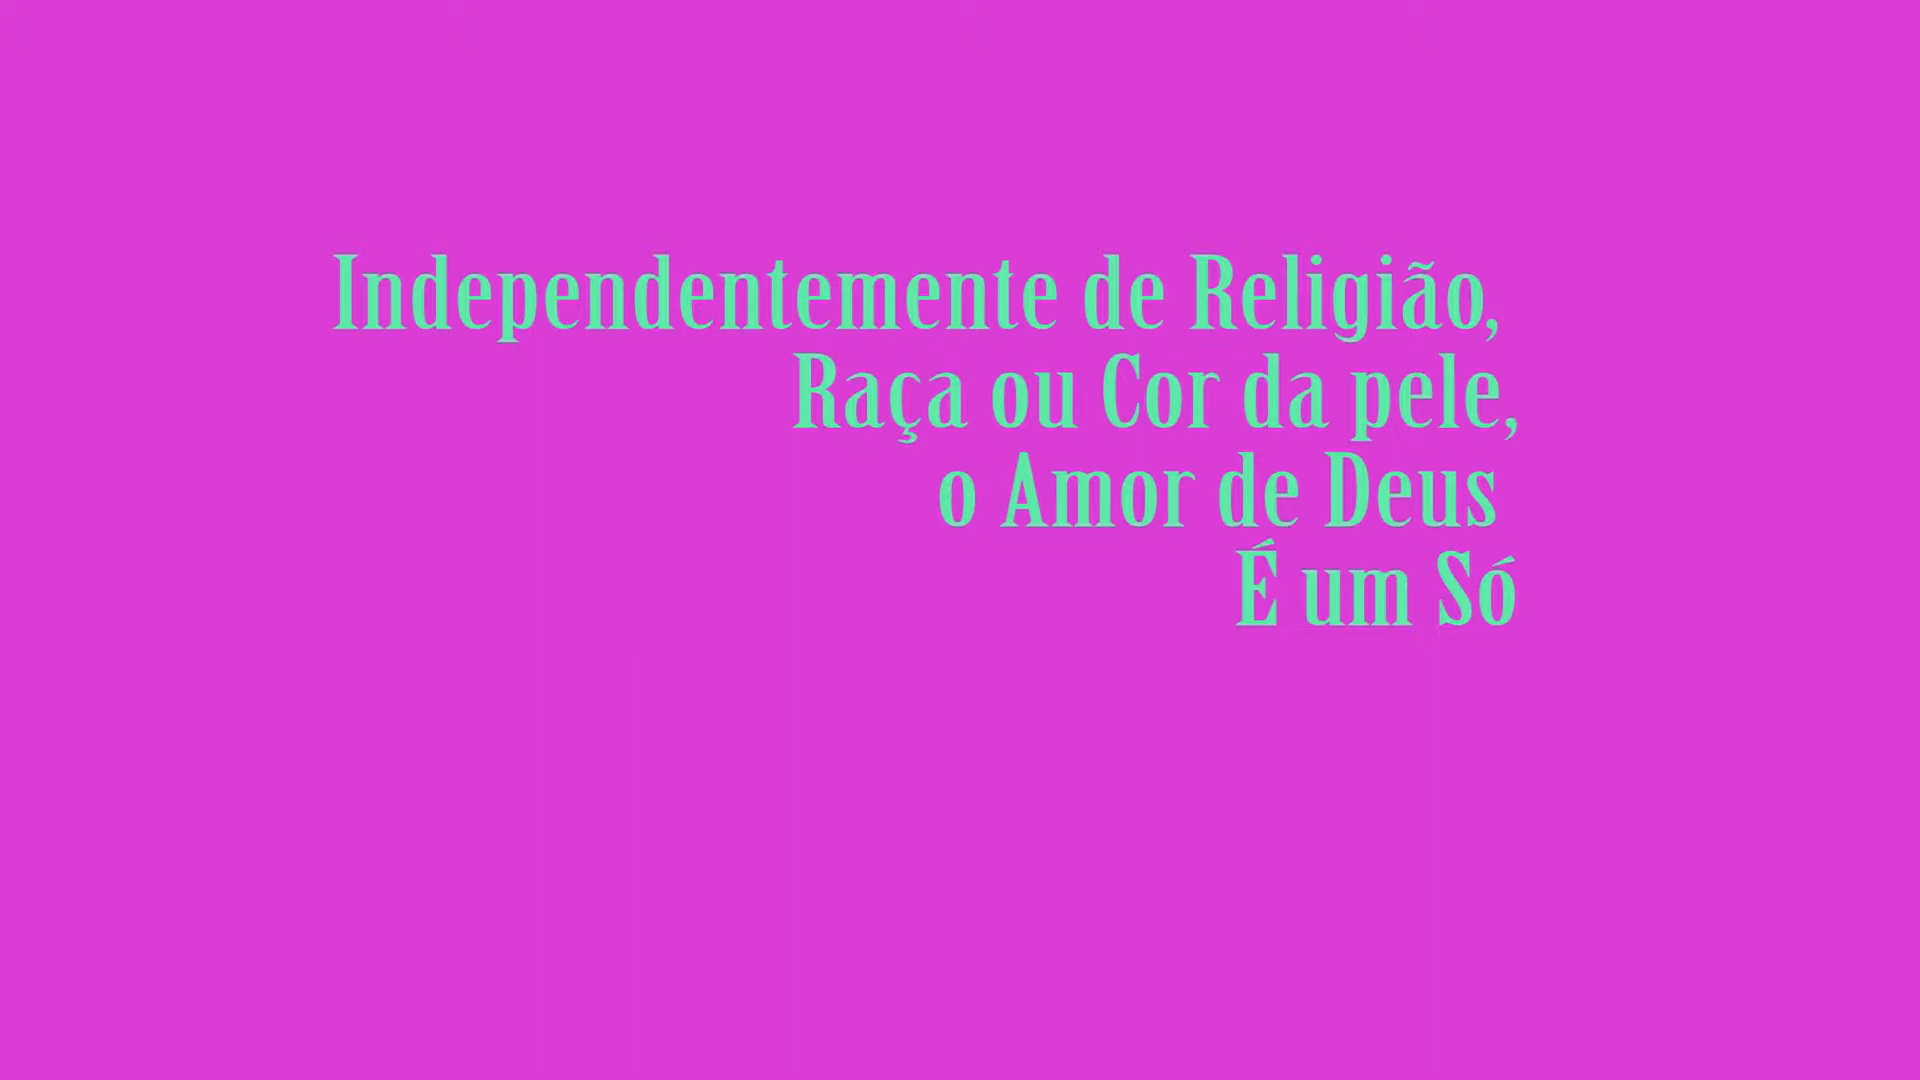 Independentemente de Religião,
Raça ou Cor da pele,
o Amor de Deus
É um Só